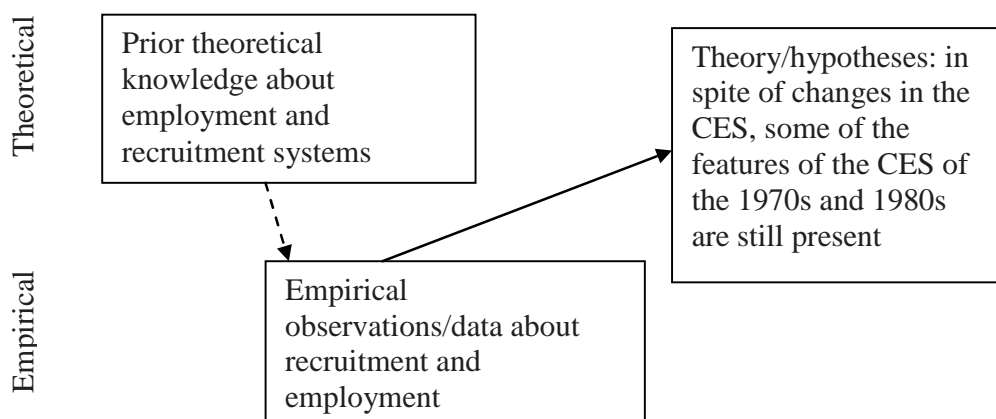 Theoretical
Prior theoretical
knowledge about
employment and
recruitment systems
Theory/hypotheses: in
spite of changes in the
CES, some of the
features of the CES of
the 1970s and 1980s
are still present
Empirical
Empirical
observations/data about
recruitment and
employment